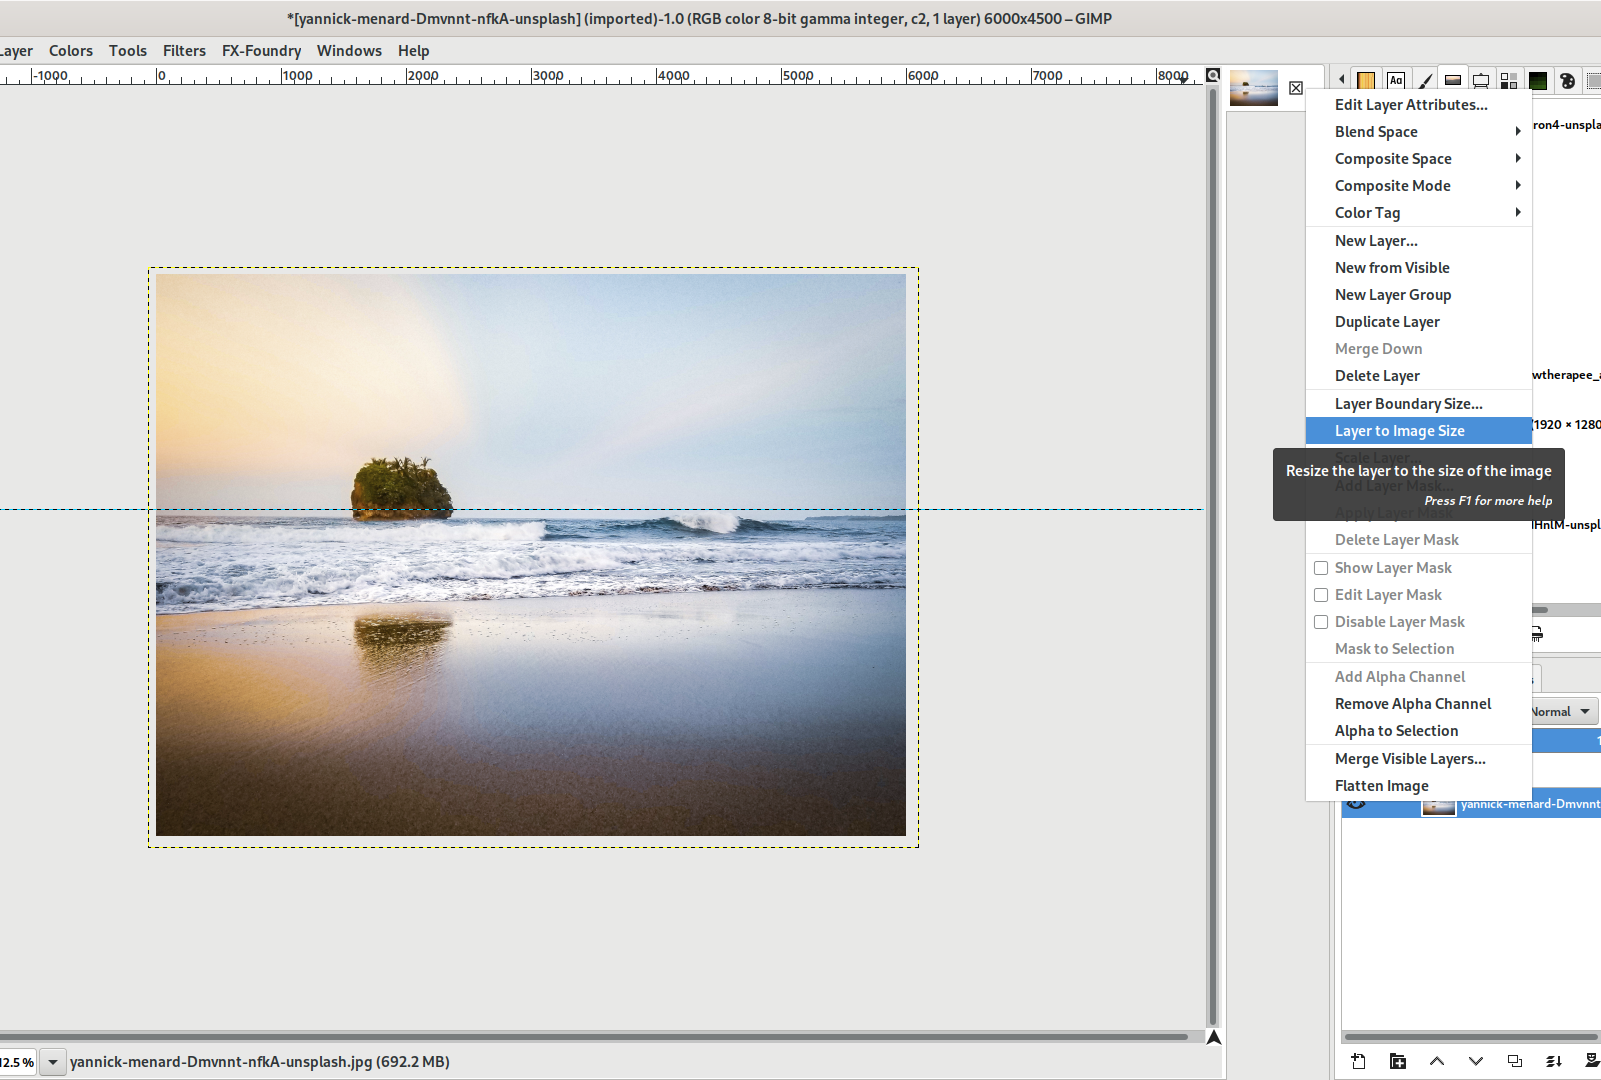 *[yannick-menard-Dmvnnt-nfkA-unsplash] (imported)-1.0 (RGB color 8-bit gamma integer, c2, 1 layer) 6000x4500 – GIMP
Layer Colors Tools Filters FX-Foundry Windows Help
-1000 0 1000 2000 3000 4000 5000 6000 7000 8000
Aa
Edit Layer Attributes...
ron4-unspla
Blend Space
Composite Space
Composite Mode
Color Tag
New Layer...
New from Visible
New Layer Group
Duplicate Layer
Merge Down
Delete Layer
wtherapee_a
Layer Boundary Size...
Layer to Image Size
(1920 × 1280
Scale Layer...
Resize the layer to the size of the image
Add Layer Mask...
Press F1 for more help
Apply Layer Mask
HnlM-unspl
Delete Layer Mask
Show Layer Mask
Edit Layer Mask
Disable Layer Mask
Mask to Selection
Add Alpha Channel
Remove Alpha Channel
Normal
Alpha to Selection
Merge Visible Layers...
Flatten Image
yannick-menard-Dmvnnt
12.5 %
yannick-menard-Dmvnnt-nfkA-unsplash.jpg (692.2 MB)